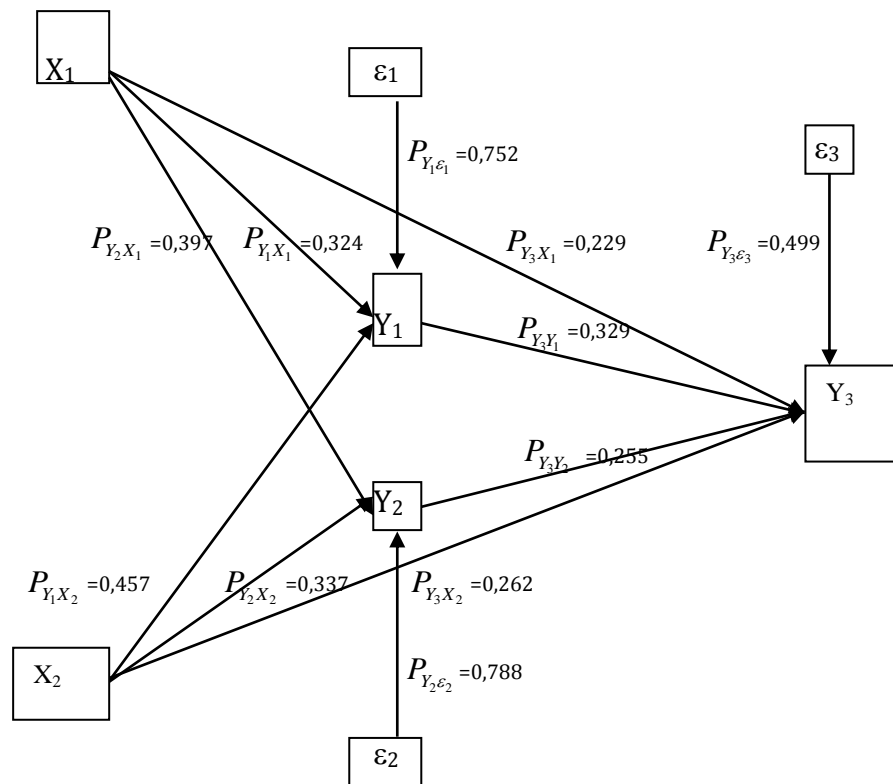 X₁
ε₁
P_{Y₁ε₁} =0,752
ε₃
P_{Y₂X₁} =0,397
P_{Y₁X₁} =0,324
P_{Y₃X₁} =0,229
P_{Y₃ε₃} =0,499
Y₁
P_{Y₃Y₁} =0,329
Y₃
P_{Y₃Y₂} =0,255
Y₂
P_{Y₁X₂} =0,457
P_{Y₂X₂} =0,337
P_{Y₃X₂} =0,262
X₂
P_{Y₂ε₂} =0,788
ε₂